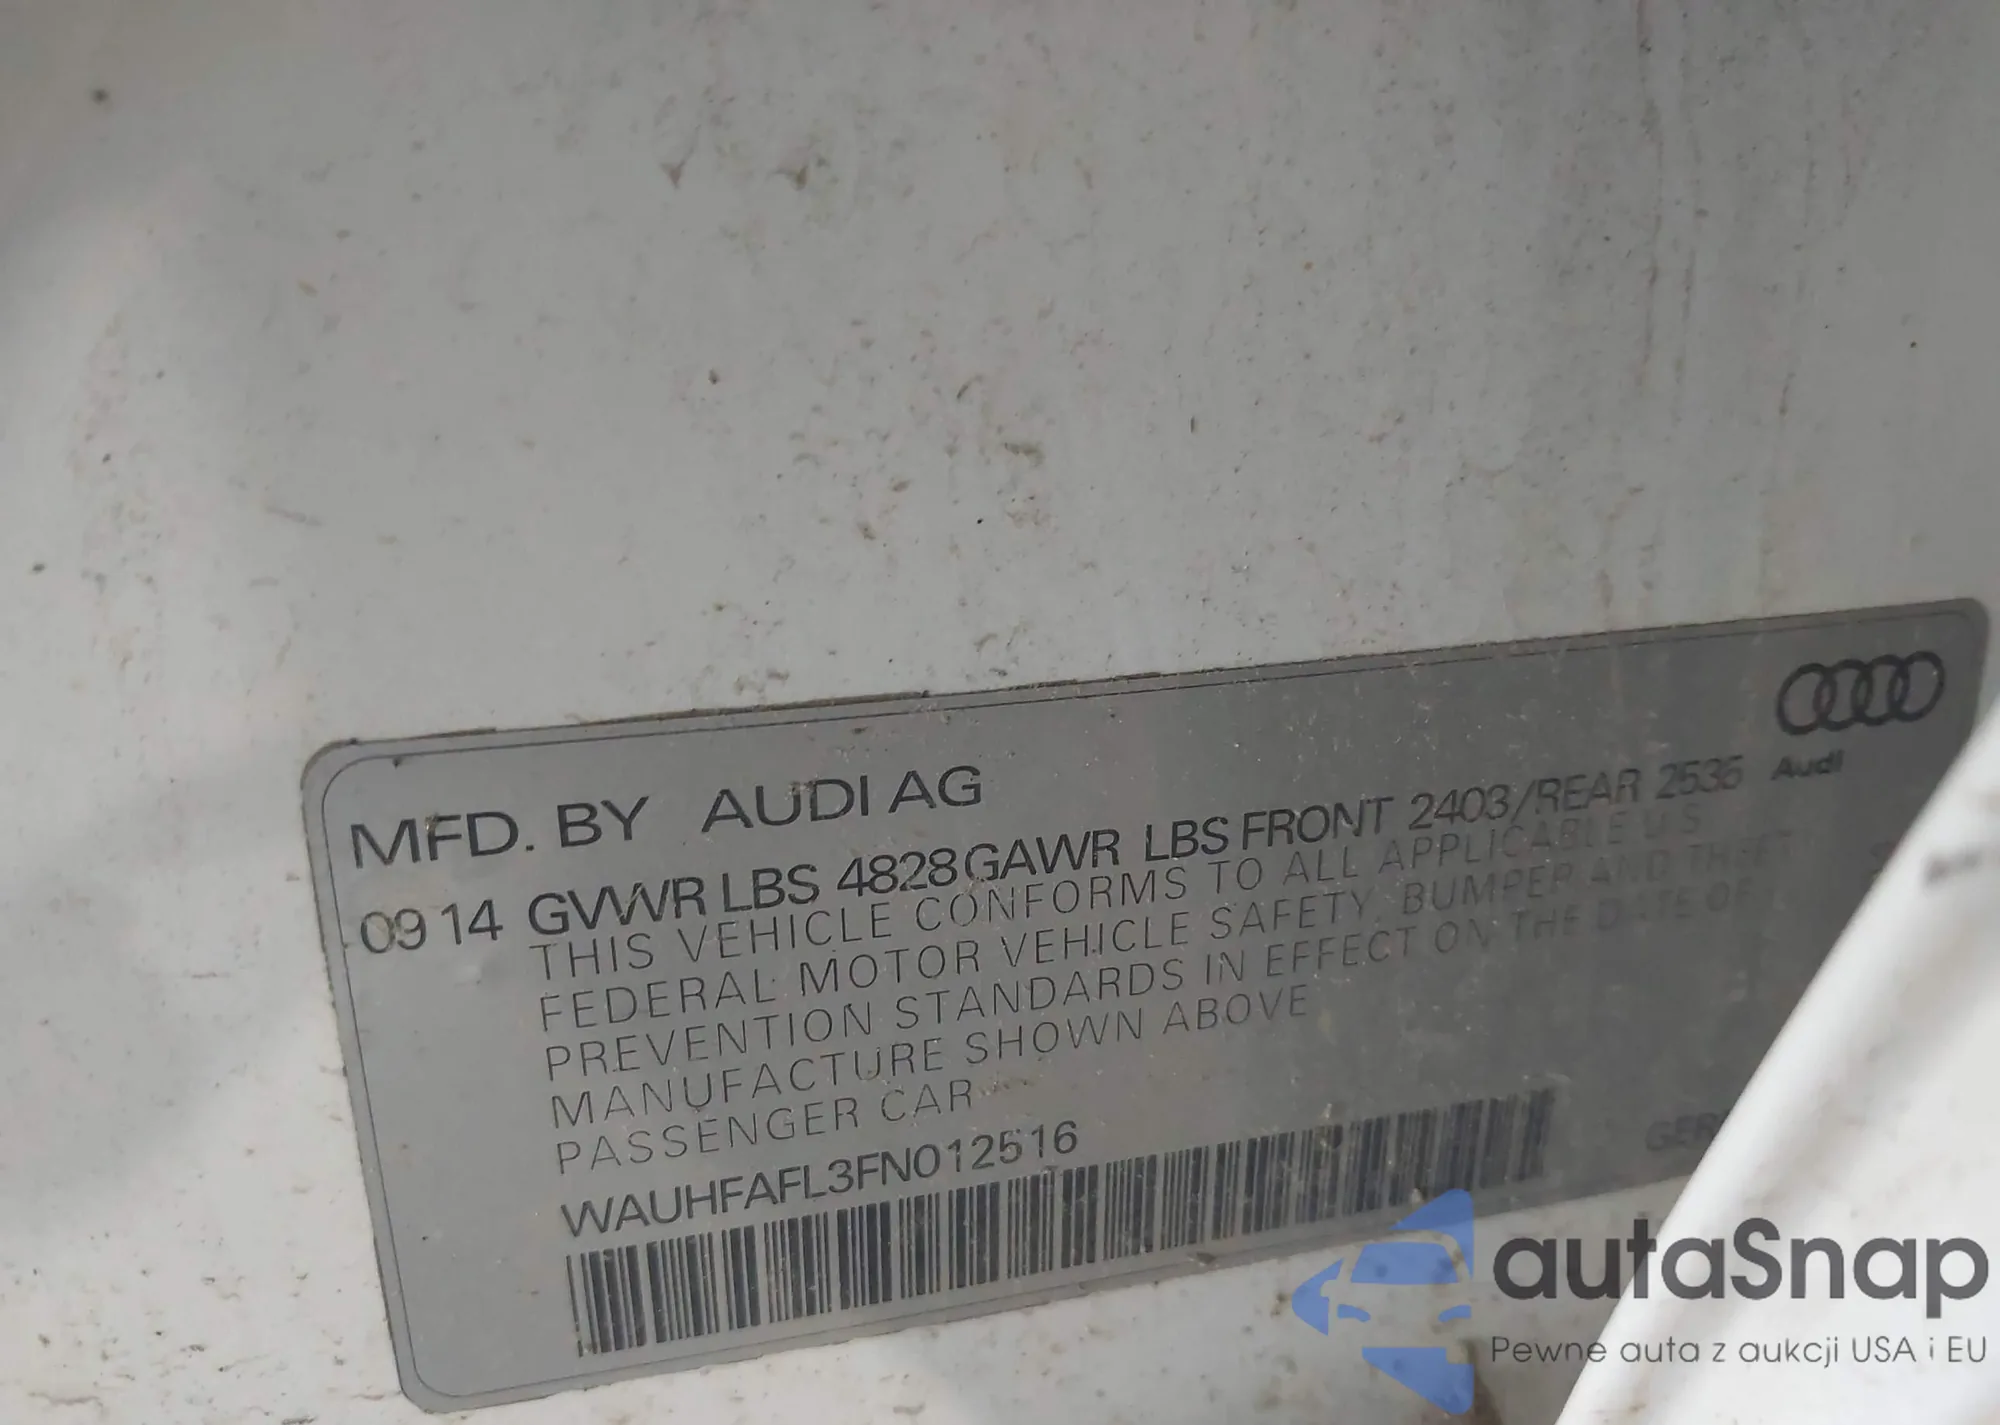 MFD. BY AUDI AG
0914 GVWR LBS 4828 GAWR LBS FRONT 2403/REAR 2535 Audi
THIS VEHICLE CONFORMS TO ALL APPLICABLE U.S
FEDERAL MOTOR VEHICLE SAFETY, BUMPER AND THEFT
PREVENTION STANDARDS IN EFFECT ON THE DATE OF
MANUFACTURE SHOWN ABOVE
PASSENGER CAR
WAUHFAFL3FN012516
autaSnap
Pewne auta z aukcji USA i EU